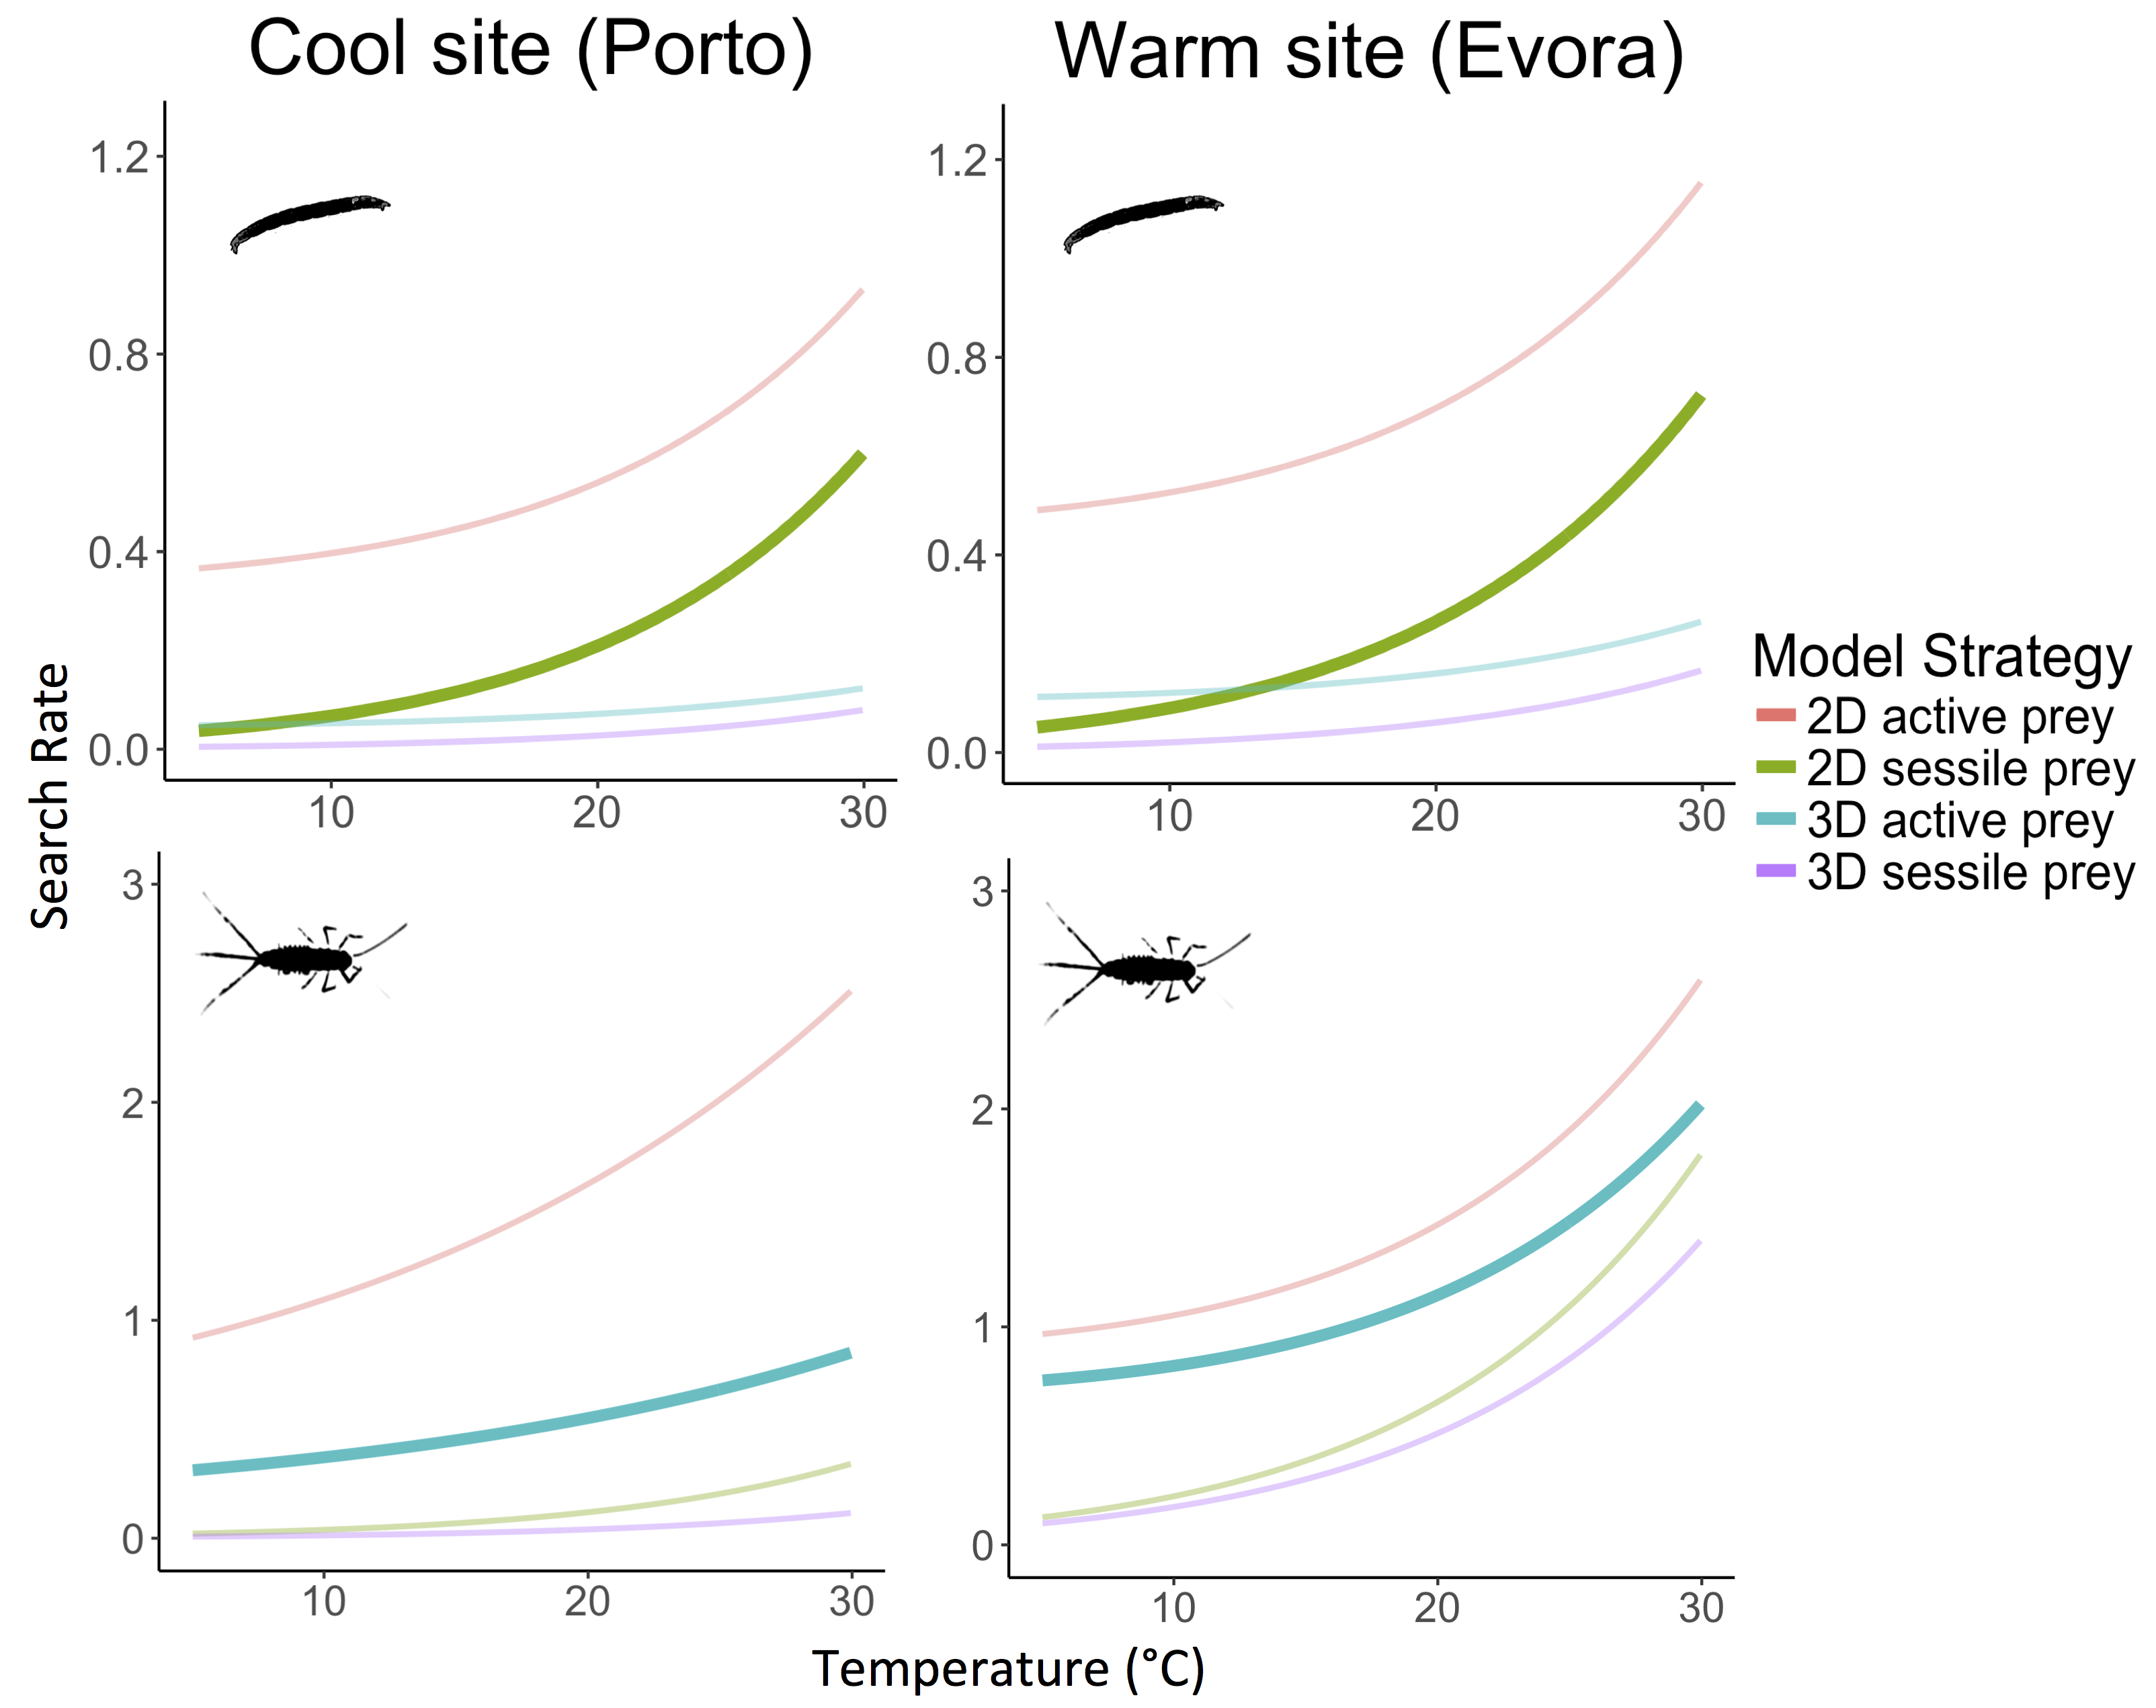 Cool site (Porto)
Warm site (Evora)
1.2
0.8
0.4
0.0
10 20 30
1.2
0.8
0.4
0.0
10 20 30
Search Rate
3
2
1
0
10 20 30
3
2
1
0
10 20 30
Temperature (°C)
Model Strategy
2D active prey
2D sessile prey
3D active prey
3D sessile prey